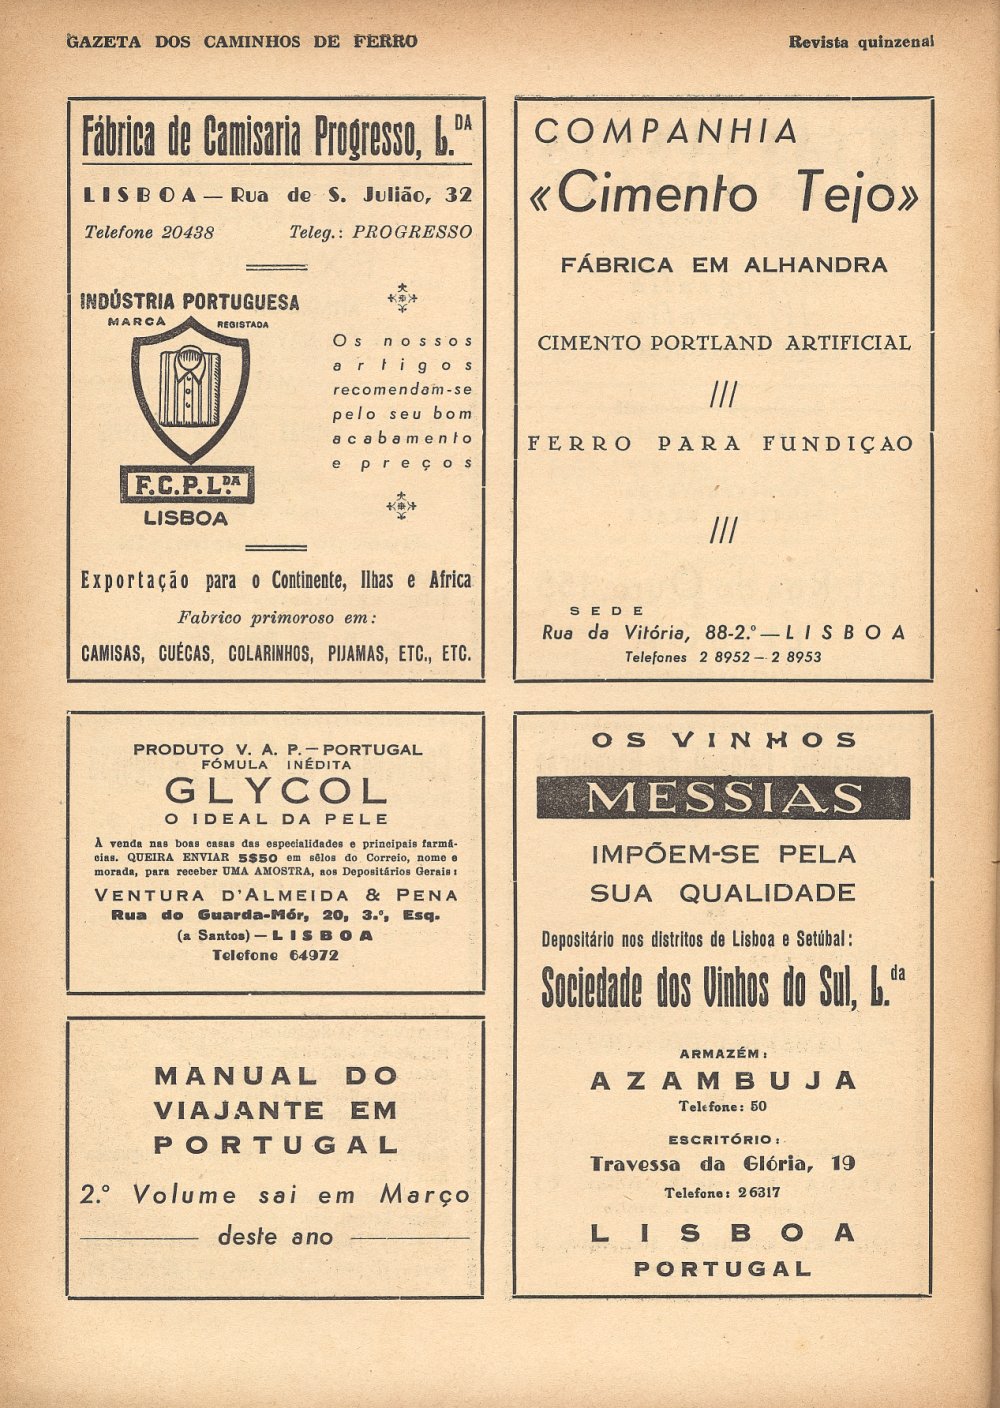 GAZETA DOS CAMINHOS DE FERRO
Revista quinzenal
Fábrica de Camisaria Progresso, L.DA
LISBOA — Rua de S. Julião, 32
Telefone 20438 Teleg.: PROGRESSO
INDÚSTRIA PORTUGUESA
MARCA REGISTADA
F.C.P.L.DA
LISBOA
Os nossos
artigos
recomendam-se
pelo seu bom
acabamento
e preços
Exportação para o Continente, Ilhas e Africa
Fabrico primoroso em:
CAMISAS, CUÉCAS, COLARINHOS, PIJAMAS, ETC., ETC.
COMPANHIA
«Cimento Tejo»
FÁBRICA EM ALHANDRA
CIMENTO PORTLAND ARTIFICIAL
///
FERRO PARA FUNDIÇAO
///
SEDE
Rua da Vitória, 88-2.º — LISBOA
Telefones 2 8952 — 2 8953
PRODUTO V. A. P. — PORTUGAL
FÓMULA INÉDITA
GLYCOL
O IDEAL DA PELE
À venda nas boas casas das especialidades e principais farmá-
cias. QUEIRA ENVIAR 5$50 em sêlos do Correio, nome e
morada, para receber UMA AMOSTRA, aos Depositários Gerais:
VENTURA D'ALMEIDA & PENA
Rua do Guarda-Mór, 20, 3.º, Esq.
(a Santos) — LISBOA
Telefone 64972
MANUAL DO
VIAJANTE EM
PORTUGAL
2.º Volume sai em Março
deste ano
OS VINHOS
MESSIAS
IMPÕEM-SE PELA
SUA QUALIDADE
Depositário nos distritos de Lisboa e Setúbal:
Sociedade dos Vinhos do Sul, L.da
ARMAZÉM:
AZAMBUJA
Telefone: 50
ESCRITÓRIO:
Travessa da Glória, 19
Telefone: 26317
LISBOA
PORTUGAL